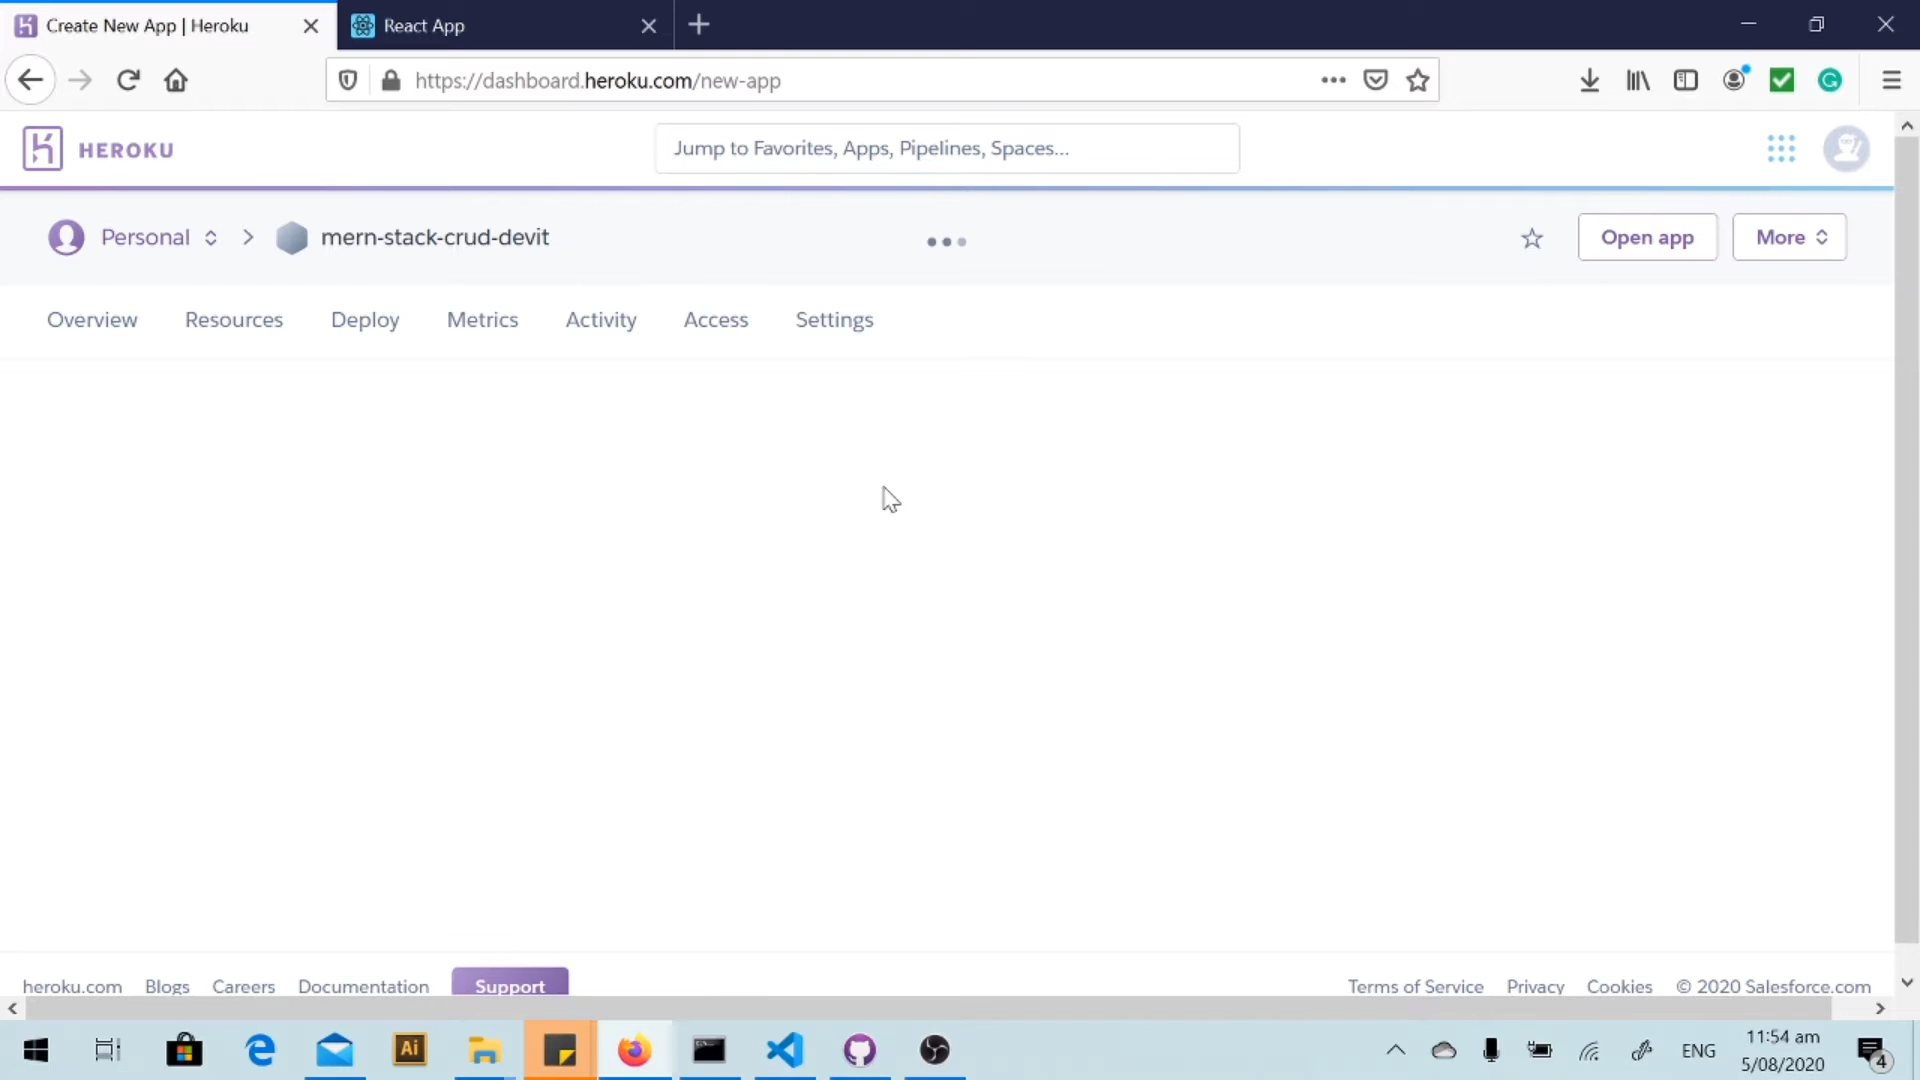 Create New App | Heroku
React App
https://dashboard.heroku.com/new-app
HEROKU
Jump to Favorites, Apps, Pipelines, Spaces...
Personal
mern-stack-crud-devit
Open app
More
Overview
Resources
Deploy
Metrics
Activity
Access
Settings
heroku.com
Blogs
Careers
Documentation
Support
Terms of Service
Privacy
Cookies
© 2020 Salesforce.com
Ai
ENG
11:54 am
5/08/2020
4